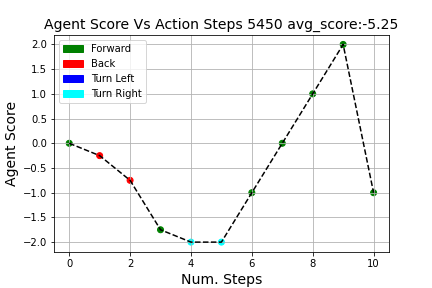 Agent Score Vs Action Steps 5450 avg_score:-5.25
Forward
Back
Turn Left
Turn Right
Agent Score
2.0
1.5
1.0
0.5
0.0
−0.5
−1.0
−1.5
−2.0
0 2 4 6 8 10
Num. Steps